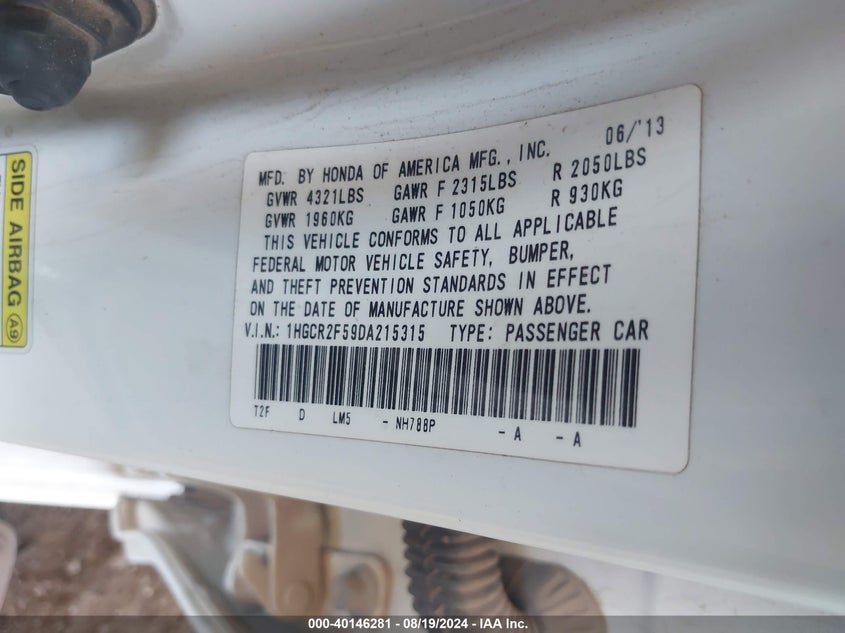 SIDE AIRBAG A9
06/'13
MFD. BY HONDA OF AMERICA MFG., INC.
GVWR 4321LBS GAWR F 2315LBS R 2050LBS
GVWR 1960KG GAWR F 1050KG R 930KG
THIS VEHICLE CONFORMS TO ALL APPLICABLE
FEDERAL MOTOR VEHICLE SAFETY, BUMPER,
AND THEFT PREVENTION STANDARDS IN EFFECT
ON THE DATE OF MANUFACTURE SHOWN ABOVE.
V.I.N.: 1HGCR2F59DA215315 TYPE: PASSENGER CAR
T2F D LM5 - NH788P - A - A
000-40146281 - 08/19/2024 - IAA Inc.